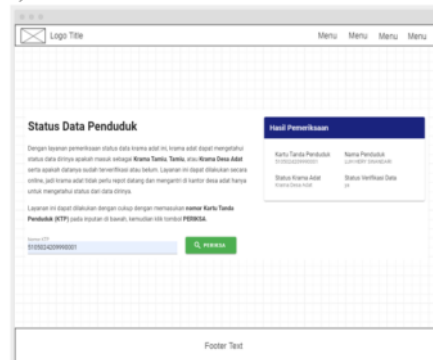 Logo Title
Menu Menu Menu Menu
Status Data Penduduk
Dengan layanan pemeriksaan status data krama adat ini, krama adat dapat mengetahui
status data dirinya apakah masuk sebagai Krama Tamiu, Tamiu, atau Krama Desa Adat
serta apakah datanya sudah terverifikasi atau belum. Layanan ini dapat dilakukan secara
online, jadi krama adat tidak perlu repot datang dan mengantri di kantor desa adat hanya
untuk mengetahui status dari data dirinya.
Layanan ini dapat dilakukan dengan cukup dengan memasukan nomor Kartu Tanda
Penduduk (KTP) pada inputan di bawah, kemudian klik tombol PERIKSA.
Nomor KTP
PERIKSA
Hasil Pemeriksaan
Kartu Tanda Penduduk
Nama Penduduk
Status Krama Adat
Krama Desa Adat
Status Verifikasi Data
Footer Text